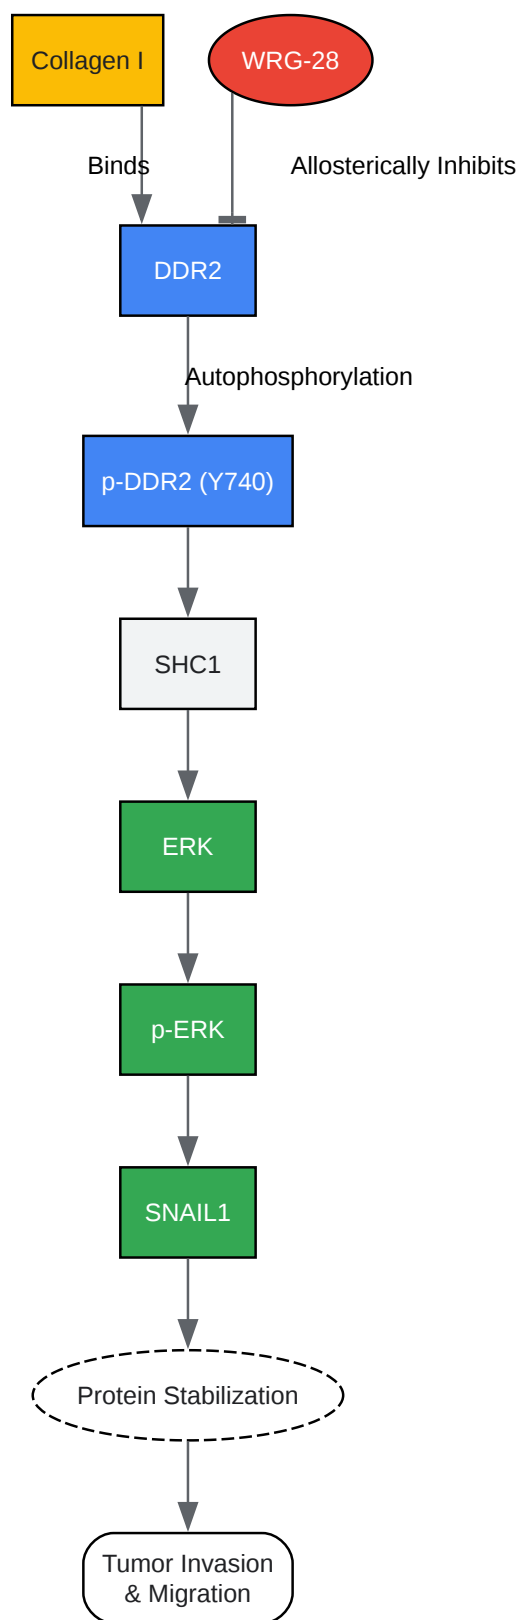 Collagen I
WRG-28
Binds
Allosterically Inhibits
DDR2
Autophosphorylation
p-DDR2 (Y740)
SHC1
ERK
p-ERK
SNAIL1
Protein Stabilization
Tumor Invasion
& Migration